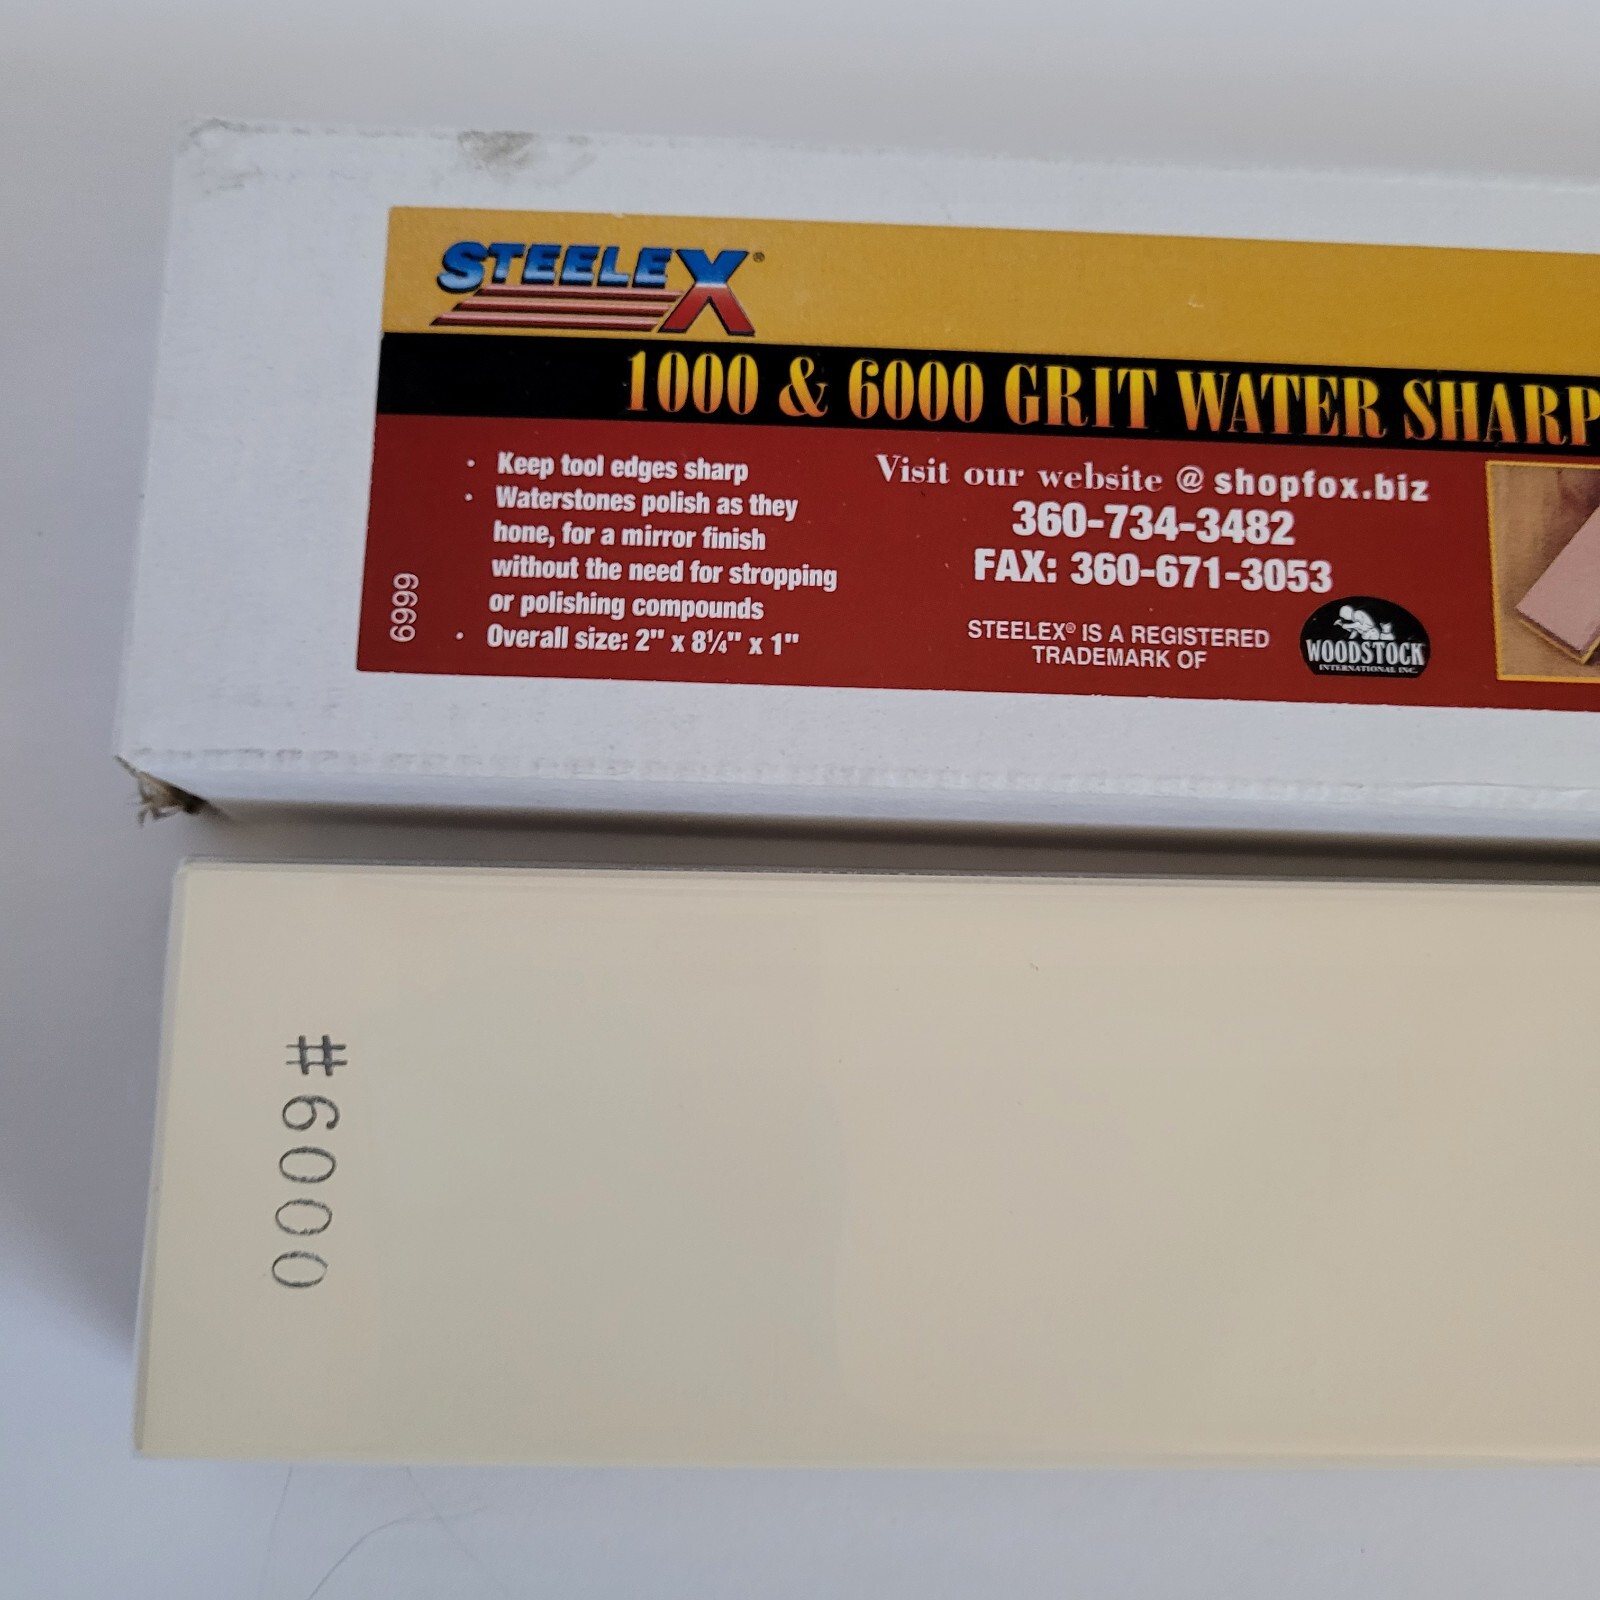 STEELEX®
1000 & 6000 GRIT WATER SHARP
• Keep tool edges sharp
• Waterstones polish as they
hone, for a mirror finish
without the need for stropping
or polishing compounds
• Overall size: 2" x 8¼" x 1"
6999
Visit our website @ shopfox.biz
360-734-3482
FAX: 360-671-3053
STEELEX® IS A REGISTERED
TRADEMARK OF
WOODSTOCK
INTERNATIONAL INC.
#6000